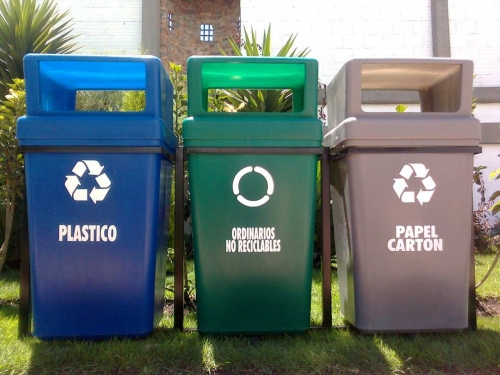 PLASTICO
ORDINARIOS
NO RECICLABLES
PAPEL
CARTON